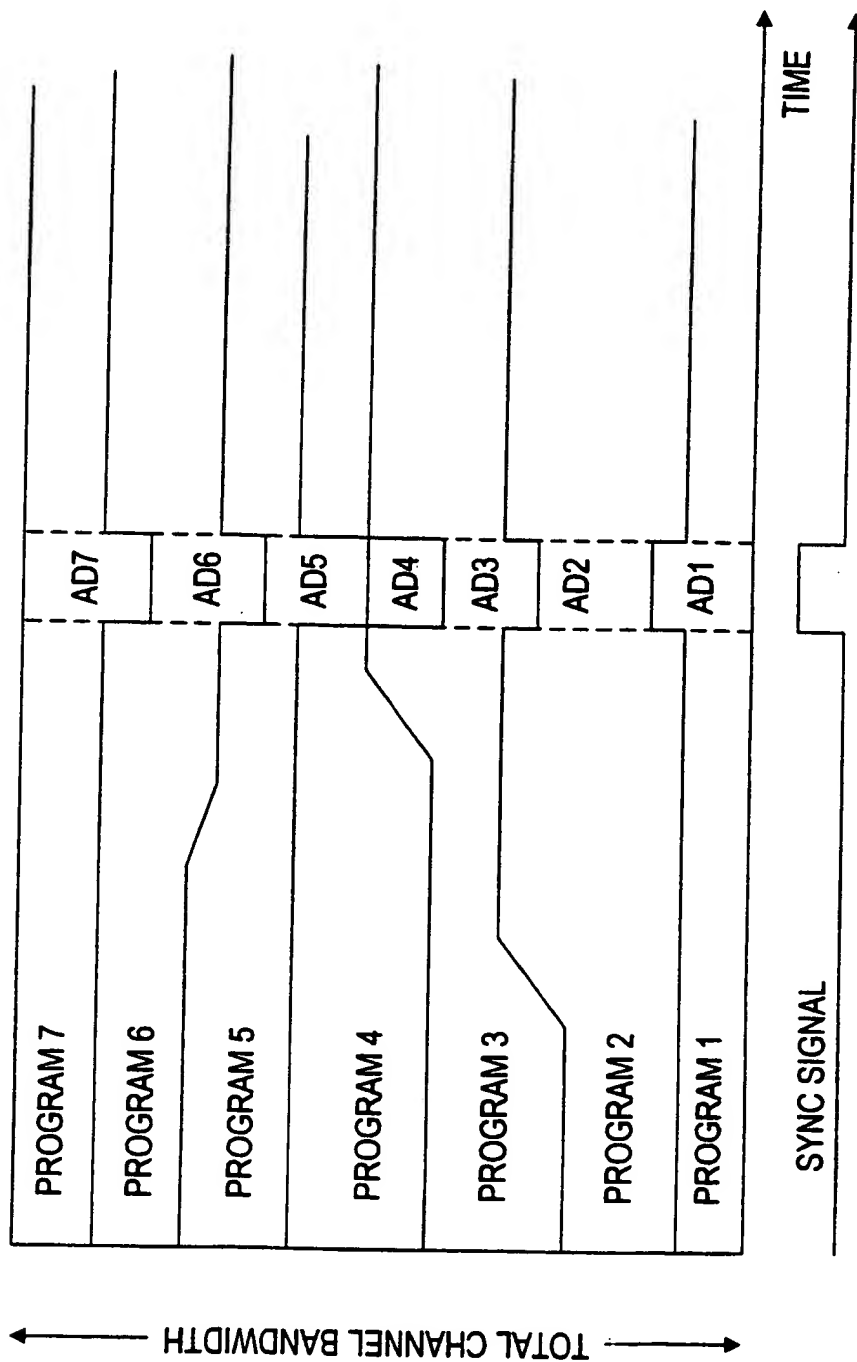 TOTAL CHANNEL BANDWIDTH
PROGRAM 7
PROGRAM 6
PROGRAM 5
PROGRAM 4
PROGRAM 3
PROGRAM 2
PROGRAM 1
AD7
AD6
AD5
AD4
AD3
AD2
AD1
TIME
SYNC SIGNAL